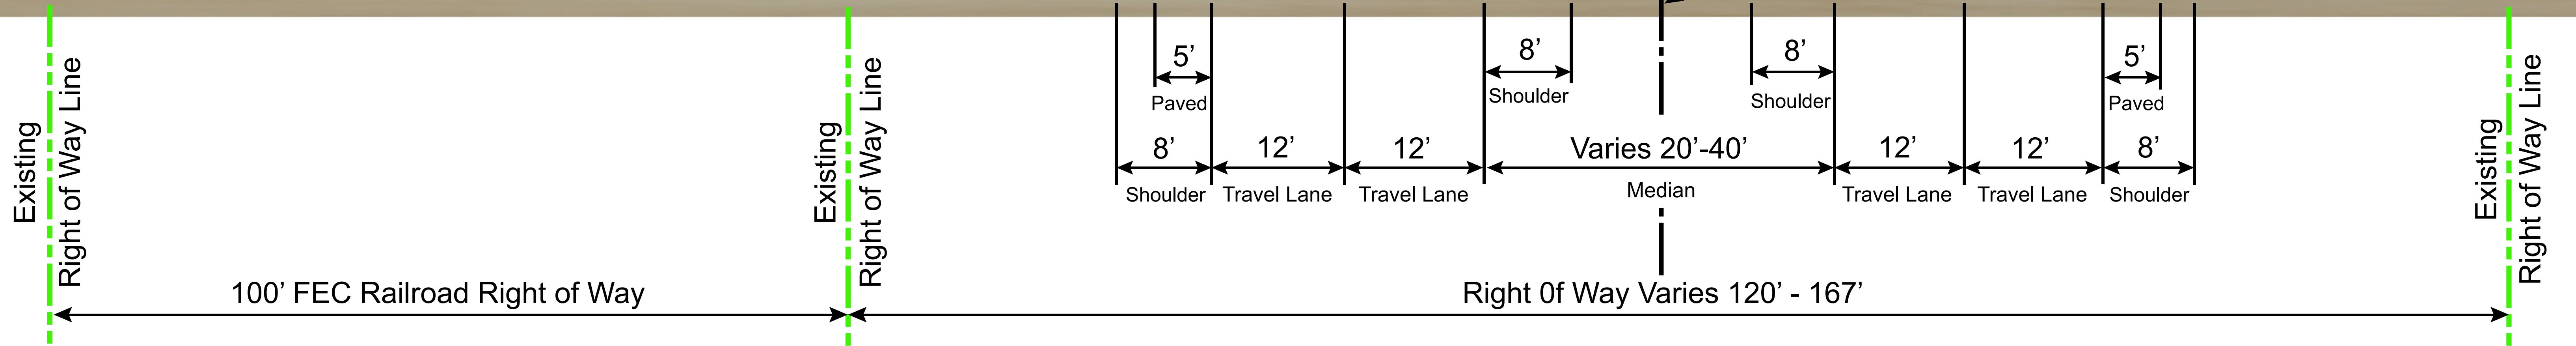 5’
Paved
8’
Shoulder
8’
Shoulder
5’
Paved
8’
12’
12’
Varies 20’-40’
12’
12’
8’
Shoulder
Travel Lane
Travel Lane
Median
Travel Lane
Travel Lane
Shoulder
Existing
Right of Way Line
Existing
Right of Way Line
Existing
Right of Way Line
100’ FEC Railroad Right of Way
Right 0f Way Varies 120’ - 167’